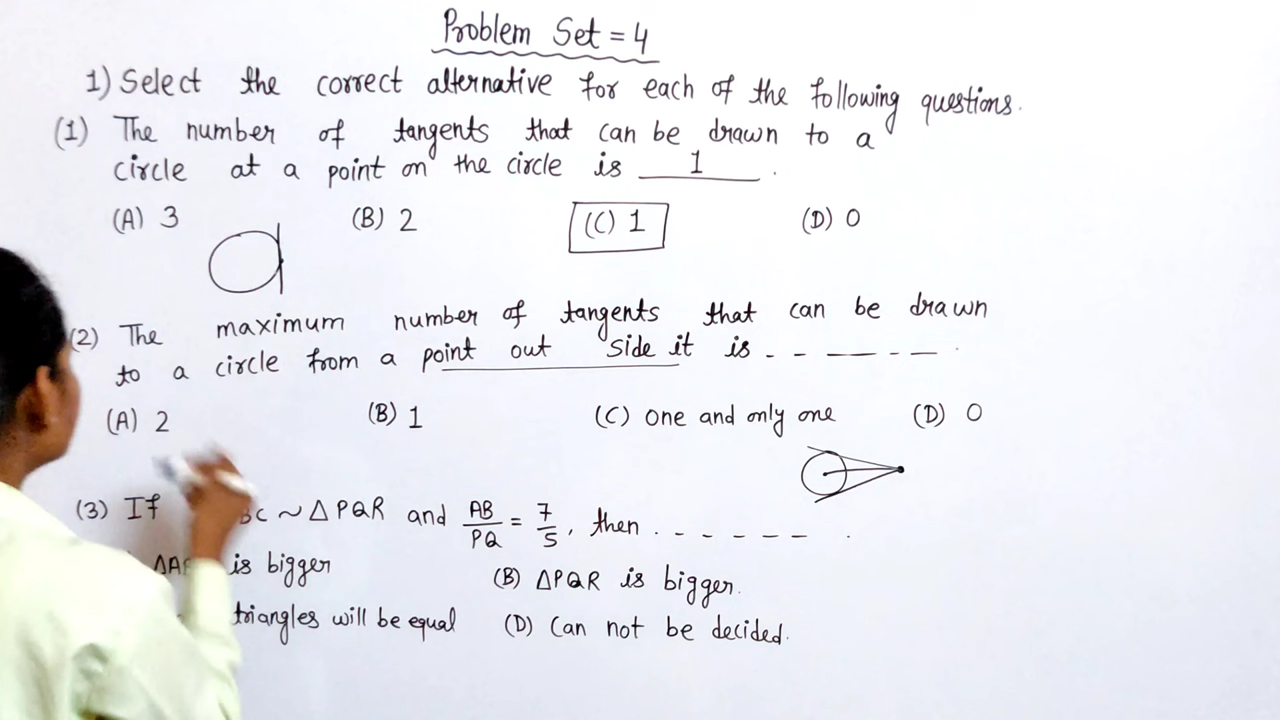 Problem Set = 4
1) Select the correct alternative for each of the following questions.
(1) The number of tangents that can be drawn to a
circle at a point on the circle is 1 .
(A) 3 (B) 2 (C) 1 (D) 0
(2) The maximum number of tangents that can be drawn
to a circle from a point out side it is - - — — - — .
(A) 2 (B) 1 (C) one and only one (D) 0
(3) If BC ~ △PQR and AB/PQ = 7/5, then . - - - - - .
△AB is bigger (B) △PQR is bigger.
triangles will be equal (D) Can not be decided.